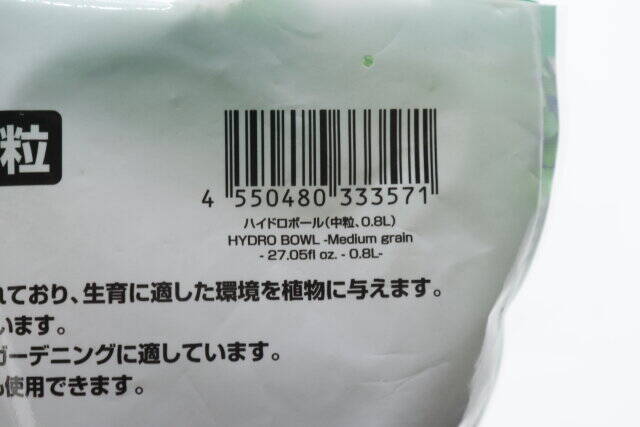 粒
4 550480 333571
ハイドロボール(中粒、0.8L)
HYDRO BOWL -Medium grain
- 27.05fl oz. - 0.8L-
れており、生育に適した環境を植物に与えます。
います。
ガーデニングに適しています。
も使用できます。